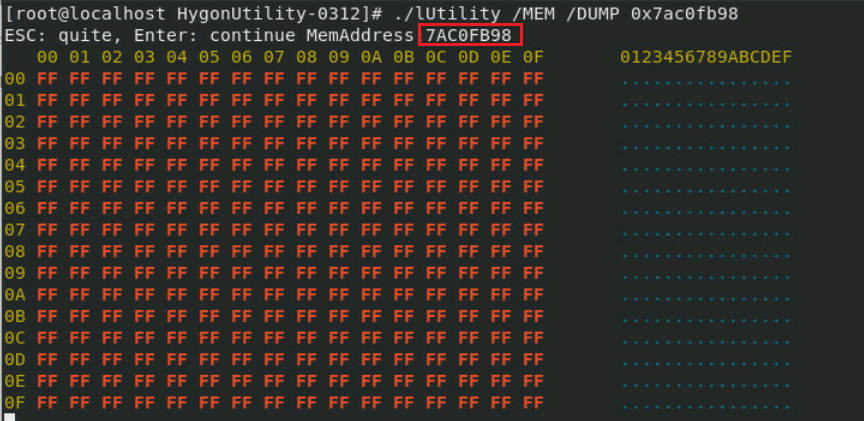 [root@localhost HygonUtility-0312]# ./lUtility /MEM /DUMP 0x7ac0fb98
ESC: quite, Enter: continue MemAddress 7AC0FB98
00 01 02 03 04 05 06 07 08 09 0A 0B 0C 0D 0E 0F 0123456789ABCDEF
00 FF FF FF FF FF FF FF FF FF FF FF FF FF FF FF FF ................
01 FF FF FF FF FF FF FF FF FF FF FF FF FF FF FF FF ................
02 FF FF FF FF FF FF FF FF FF FF FF FF FF FF FF FF ................
03 FF FF FF FF FF FF FF FF FF FF FF FF FF FF FF FF ................
04 FF FF FF FF FF FF FF FF FF FF FF FF FF FF FF FF ................
05 FF FF FF FF FF FF FF FF FF FF FF FF FF FF FF FF ................
06 FF FF FF FF FF FF FF FF FF FF FF FF FF FF FF FF ................
07 FF FF FF FF FF FF FF FF FF FF FF FF FF FF FF FF ................
08 FF FF FF FF FF FF FF FF FF FF FF FF FF FF FF FF ................
09 FF FF FF FF FF FF FF FF FF FF FF FF FF FF FF FF ................
0A FF FF FF FF FF FF FF FF FF FF FF FF FF FF FF FF ................
0B FF FF FF FF FF FF FF FF FF FF FF FF FF FF FF FF ................
0C FF FF FF FF FF FF FF FF FF FF FF FF FF FF FF FF ................
0D FF FF FF FF FF FF FF FF FF FF FF FF FF FF FF FF ................
0E FF FF FF FF FF FF FF FF FF FF FF FF FF FF FF FF ................
0F FF FF FF FF FF FF FF FF FF FF FF FF FF FF FF FF ................